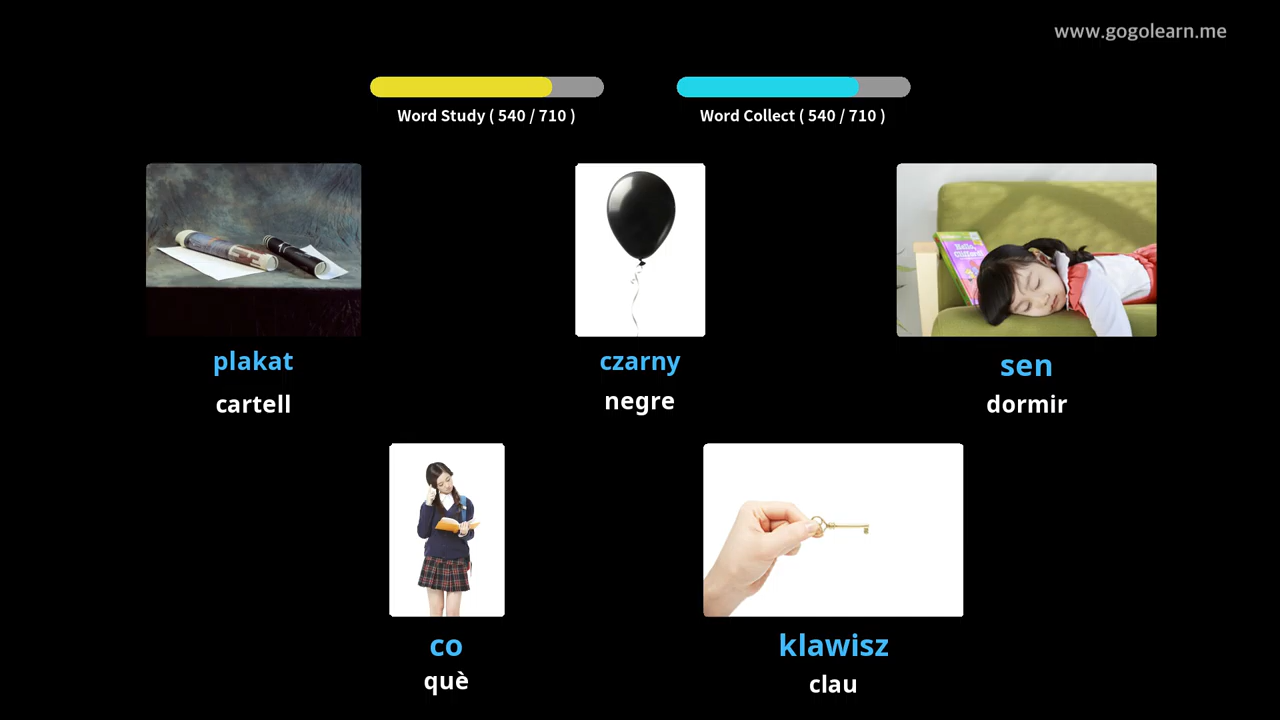 www.gogolearn.me
Word Study ( 540 / 710 )
Word Collect ( 540 / 710 )
plakat
cartell
czarny
negre
sen
dormir
co
què
klawisz
clau